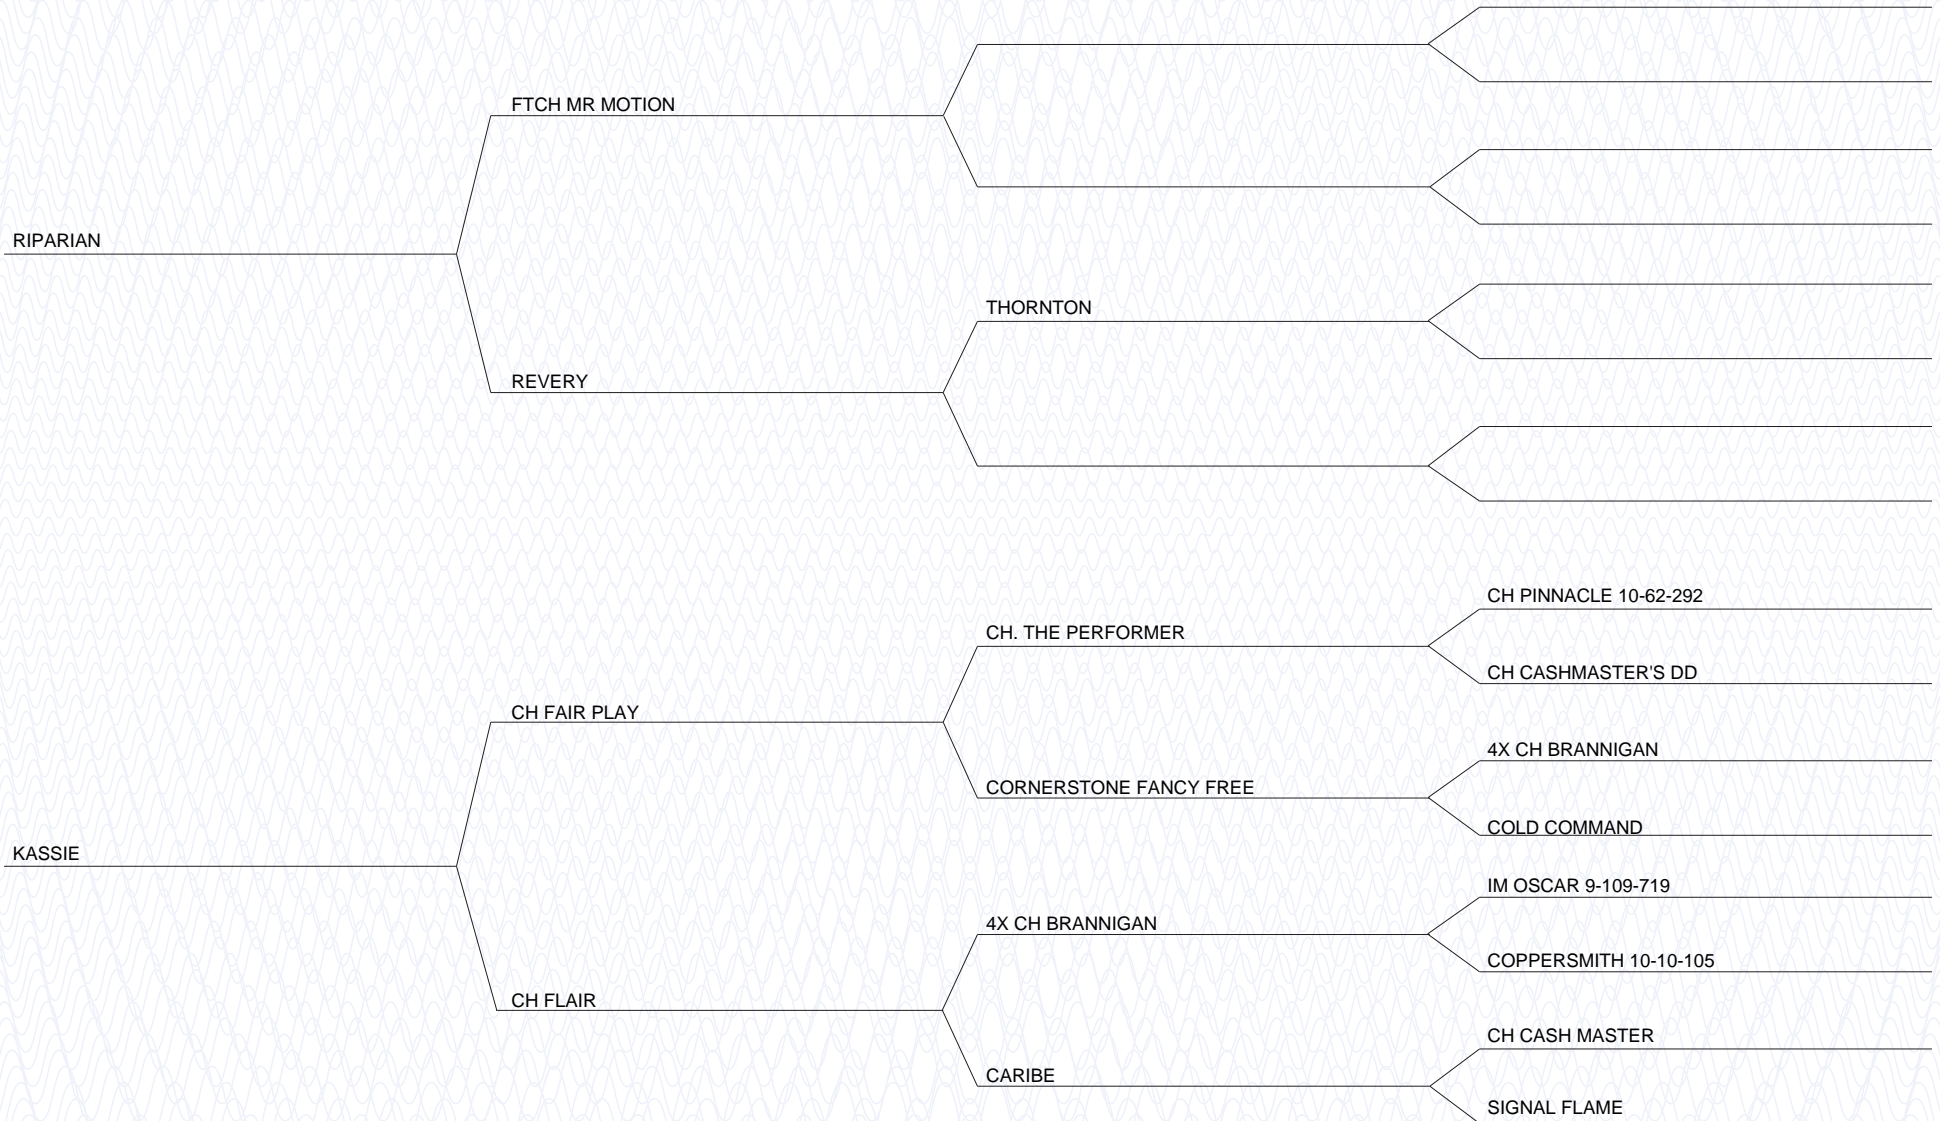 FTCH MR MOTION
RIPARIAN
THORNTON
REVERY
CH PINNACLE 10-62-292
CH. THE PERFORMER
CH CASHMASTER'S DD
CH FAIR PLAY
4X CH BRANNIGAN
CORNERSTONE FANCY FREE
COLD COMMAND
KASSIE
IM OSCAR 9-109-719
4X CH BRANNIGAN
COPPERSMITH 10-10-105
CH FLAIR
CH CASH MASTER
CARIBE
SIGNAL FLAME